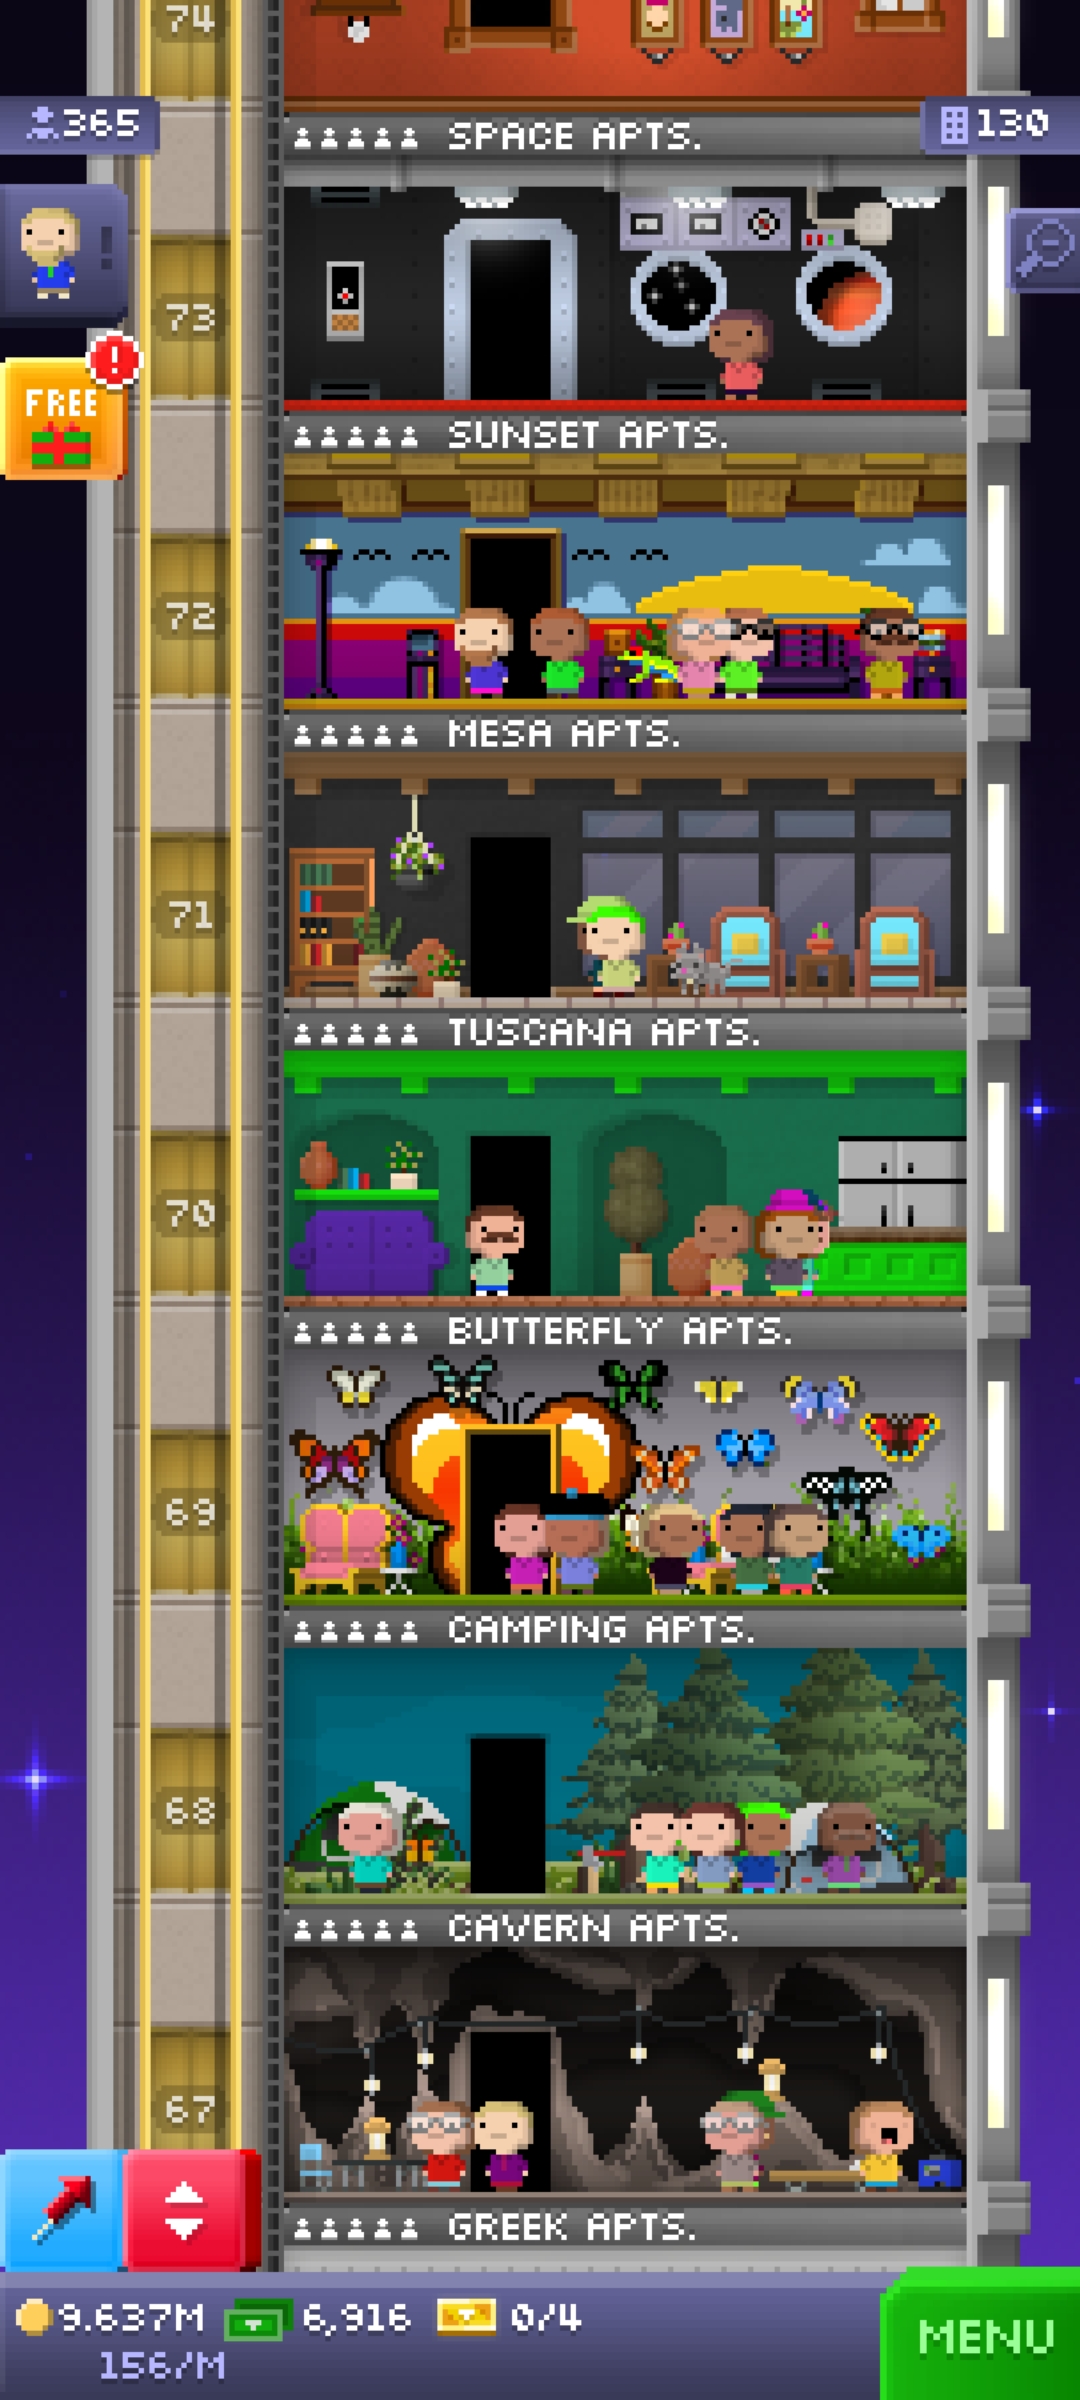 74
365
SPACE APTS.
130
73
FREE
!
SUNSET APTS.
72
MESA APTS.
71
TUSCANA APTS.
70
BUTTERFLY APTS.
69
CAMPING APTS.
68
CAVERN APTS.
67
GREEK APTS.
9.637M 6,916 0/4
156/M
MENU